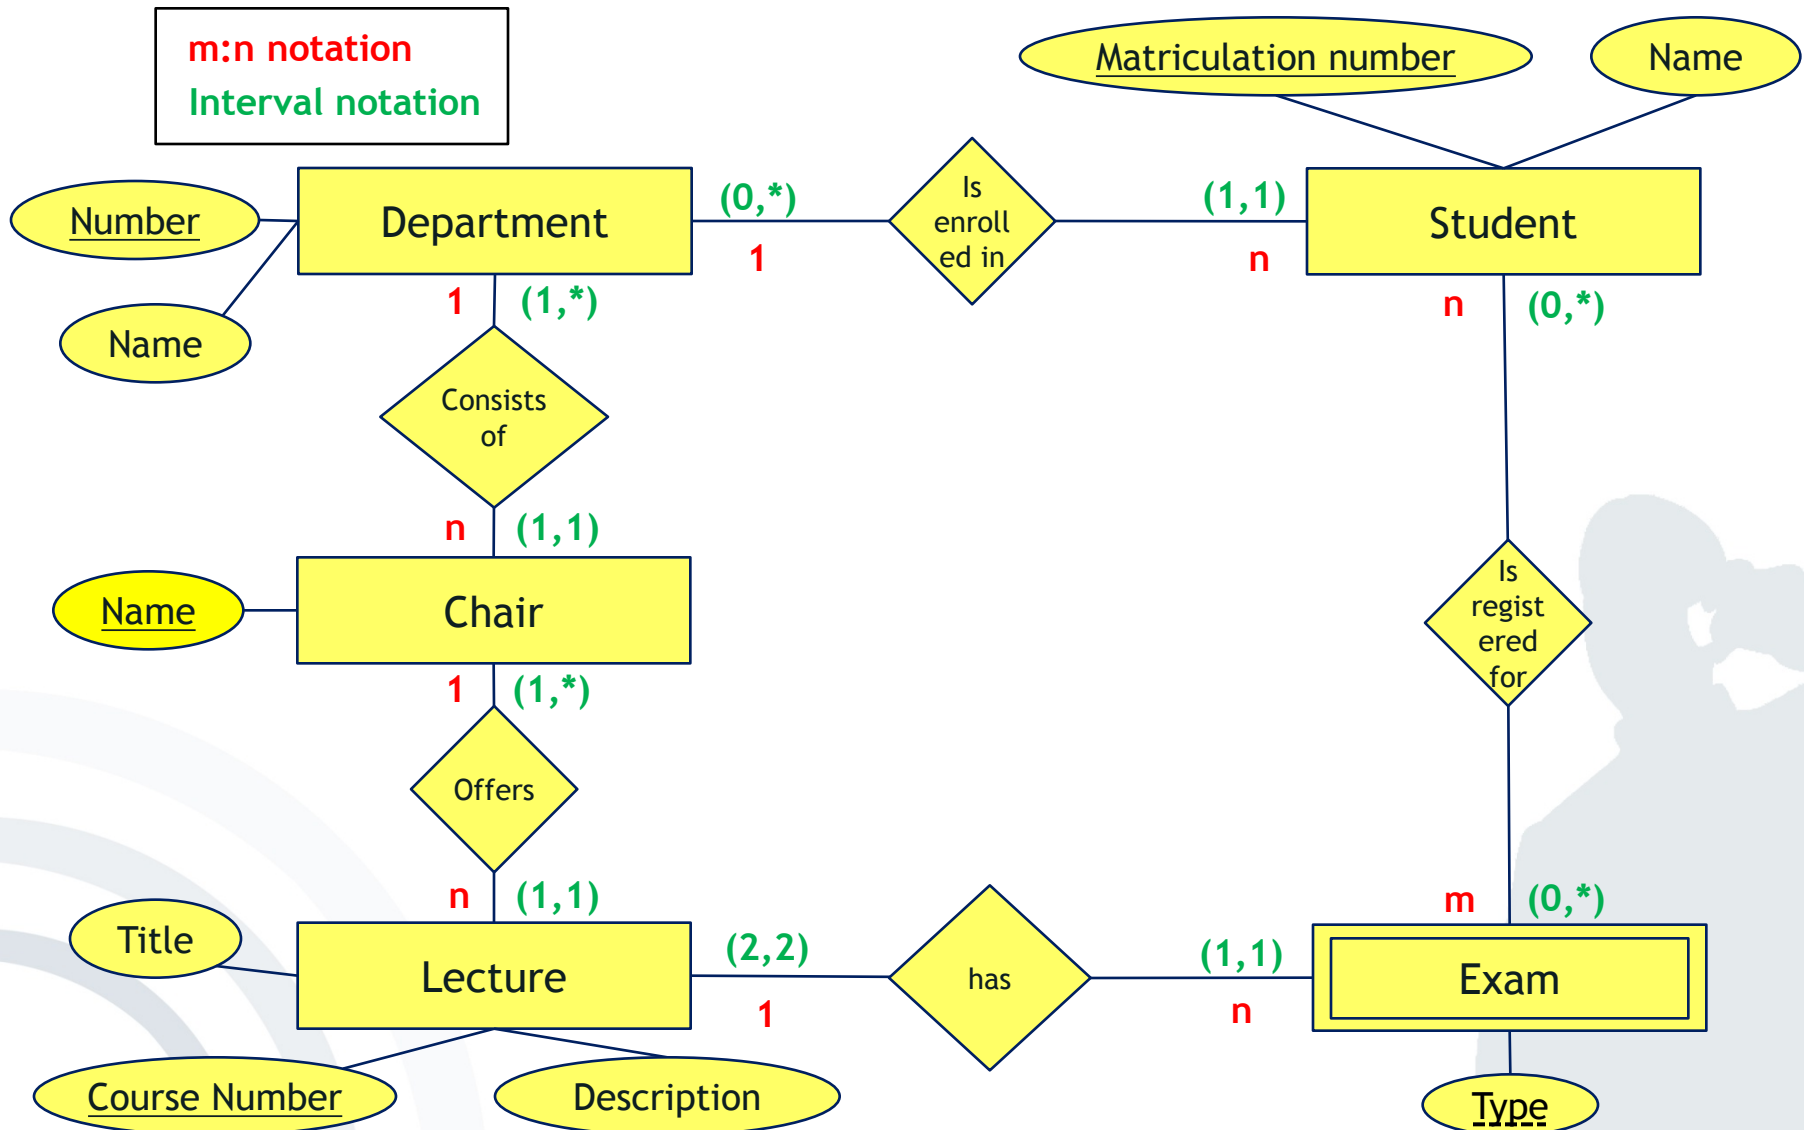 m:n notation
Interval notation
Matriculation number
Name
Number
Department
(0,*)
1
Is
enroll
ed in
(1,1)
n
Student
Name
1
(1,*)
n
(0,*)
Consists
of
n
(1,1)
Name
Chair
Is
regist
ered
for
1
(1,*)
Offers
n
(1,1)
m
(0,*)
Title
Lecture
(2,2)
1
has
(1,1)
n
Exam
Course Number
Description
Type